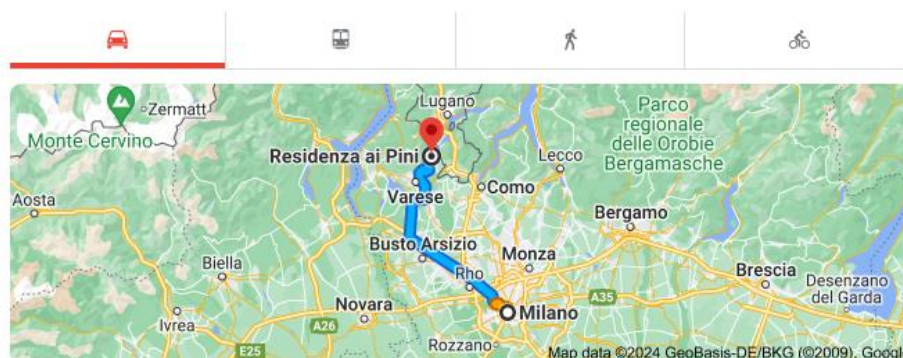 Lugano
Zermatt
Monte Cervino
Parco
regionale
delle Orobie
Bergamasche
Residenza ai Pini
Lecco
Como
Varese
Aosta
Bergamo
Busto Arsizio
Monza
Biella
Brescia
Rho
Desenzano
del Garda
Novara
Milano
A35
Ivrea
A26
E25
Rozzano
Map data ©2024 GeoBasis-DE/BKG (©2009), Googl